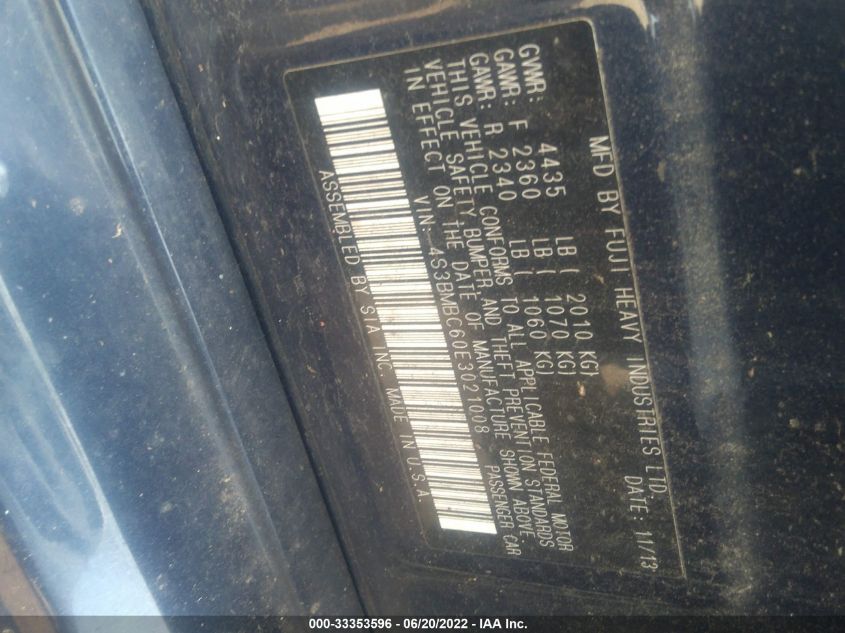 MFD BY FUJI HEAVY INDUSTRIES LTD. DATE: 11/13
GVWR: 4435 LB ( 2010 KG)
GAWR: F 2360 LB ( 1070 KG)
GAWR: R 2340 LB ( 1060 KG)
THIS VEHICLE CONFORMS TO ALL APPLICABLE FEDERAL MOTOR
VEHICLE SAFETY, BUMPER, AND THEFT PREVENTION STANDARDS
IN EFFECT ON THE DATE OF MANUFACTURE SHOWN ABOVE.
VIN: 4S3BMBC60E3021008 PASSENGER CAR
ASSEMBLED BY SIA INC. MADE IN U.S.A
000-33353596 - 06/20/2022 - IAA Inc.